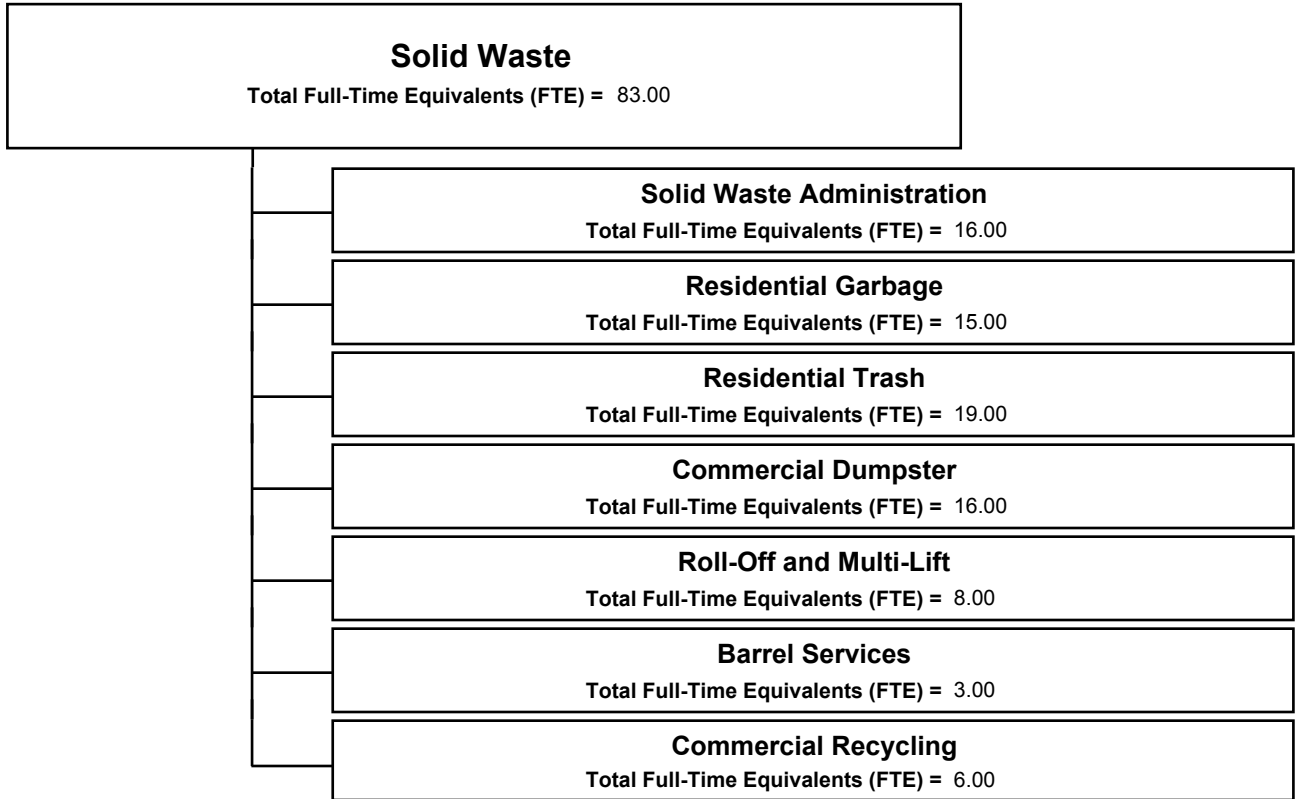 Solid Waste
Total Full-Time Equivalents (FTE) = 83.00
Solid Waste Administration
Total Full-Time Equivalents (FTE) = 16.00
Residential Garbage
Total Full-Time Equivalents (FTE) = 15.00
Residential Trash
Total Full-Time Equivalents (FTE) = 19.00
Commercial Dumpster
Total Full-Time Equivalents (FTE) = 16.00
Roll-Off and Multi-Lift
Total Full-Time Equivalents (FTE) = 8.00
Barrel Services
Total Full-Time Equivalents (FTE) = 3.00
Commercial Recycling
Total Full-Time Equivalents (FTE) = 6.00